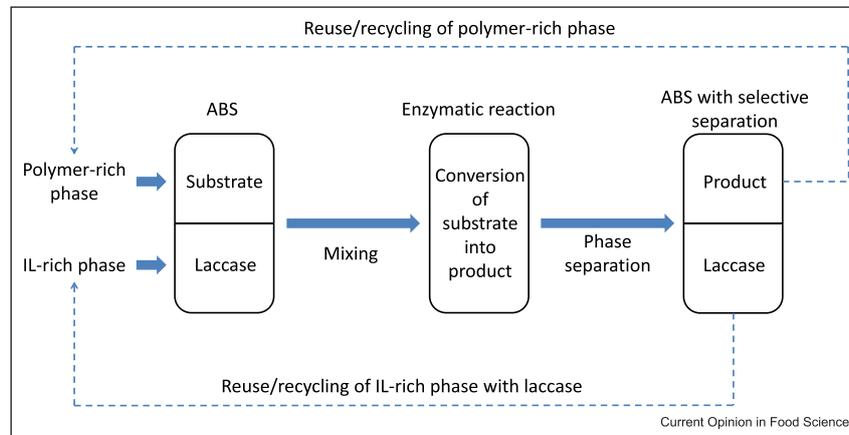 Reuse/recycling of polymer-rich phase
ABS
Enzymatic reaction
ABS with selective
separation
Polymer-rich
phase
Substrate
Conversion
of
substrate
into
product
Product
IL-rich phase
Laccase
Mixing
Phase
separation
Laccase
Reuse/recycling of IL-rich phase with laccase
Current Opinion in Food Science